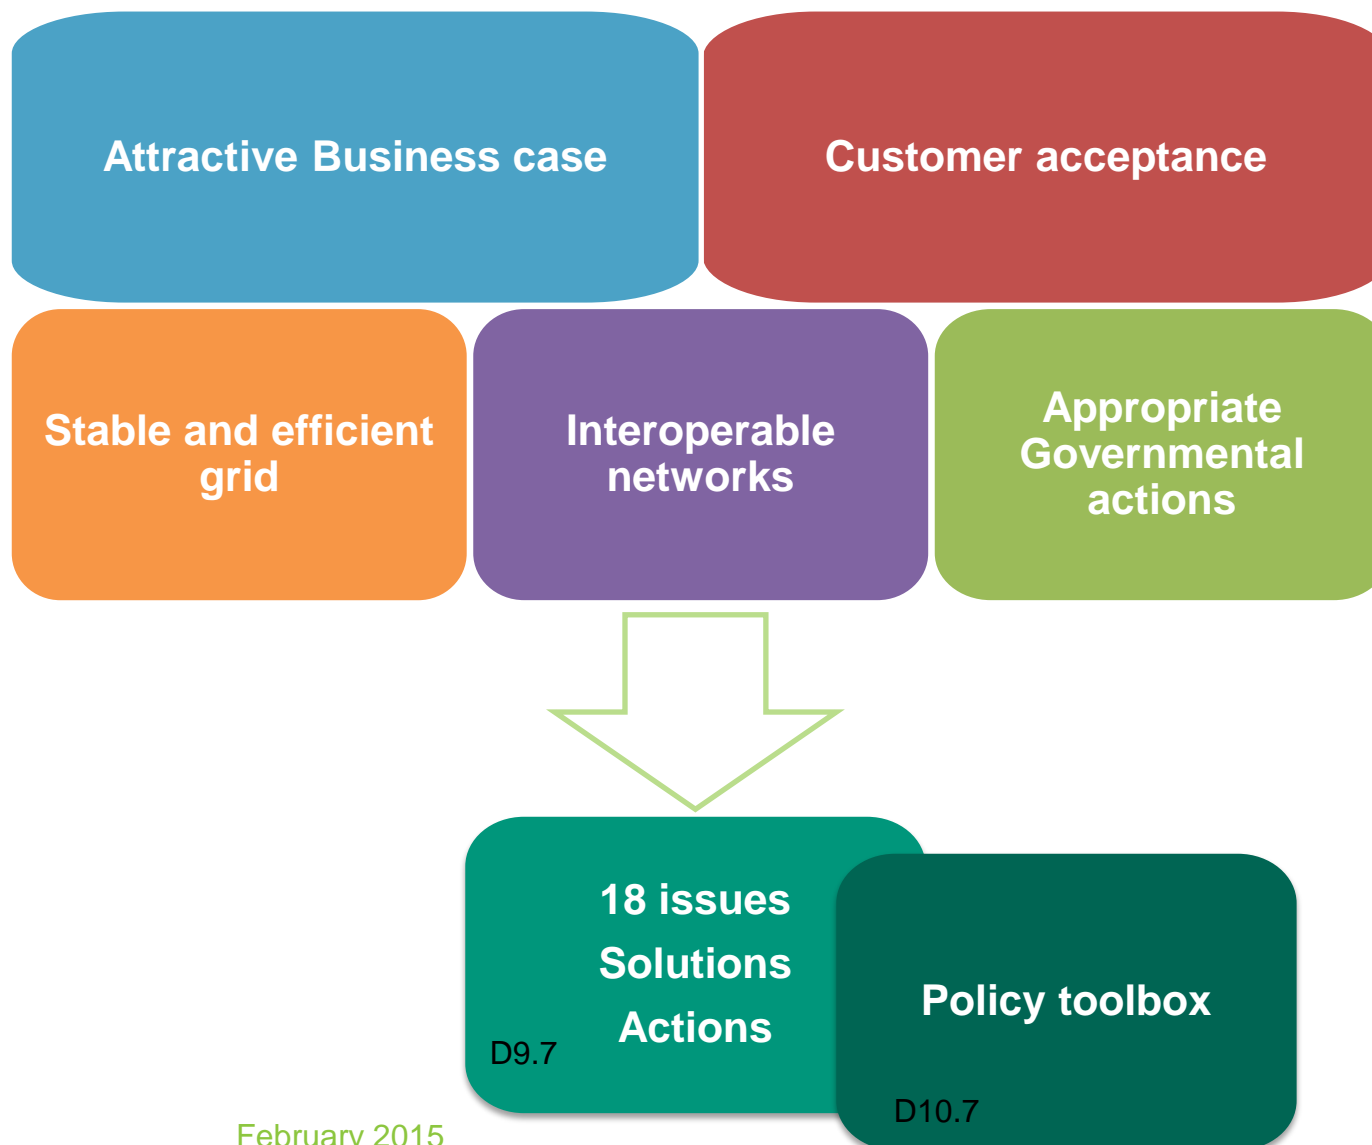 Attractive Business case
Customer acceptance
Stable and efficient
grid
Interoperable
networks
Appropriate
Governmental
actions
18 issues
Solutions
Actions
D9.7
Policy toolbox
D10.7
February 2015